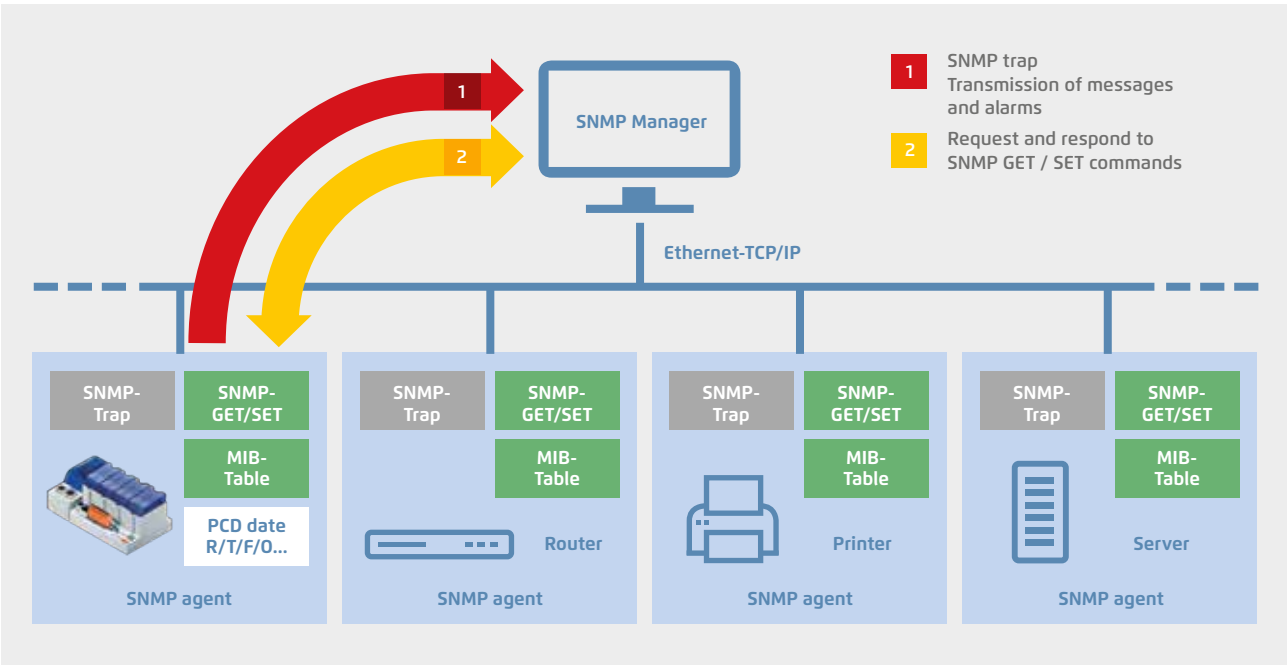 1
SNMP trap
Transmission of messages
and alarms
2
Request and respond to
SNMP GET / SET commands
1
2
SNMP Manager
Ethernet-TCP/IP
SNMP-
Trap
SNMP-
GET/SET
MIB-
Table
PCD date
R/T/F/O...
SNMP agent
SNMP-
Trap
SNMP-
GET/SET
MIB-
Table
Router
SNMP agent
SNMP-
Trap
SNMP-
GET/SET
MIB-
Table
Printer
SNMP agent
SNMP-
Trap
SNMP-
GET/SET
MIB-
Table
Server
SNMP agent